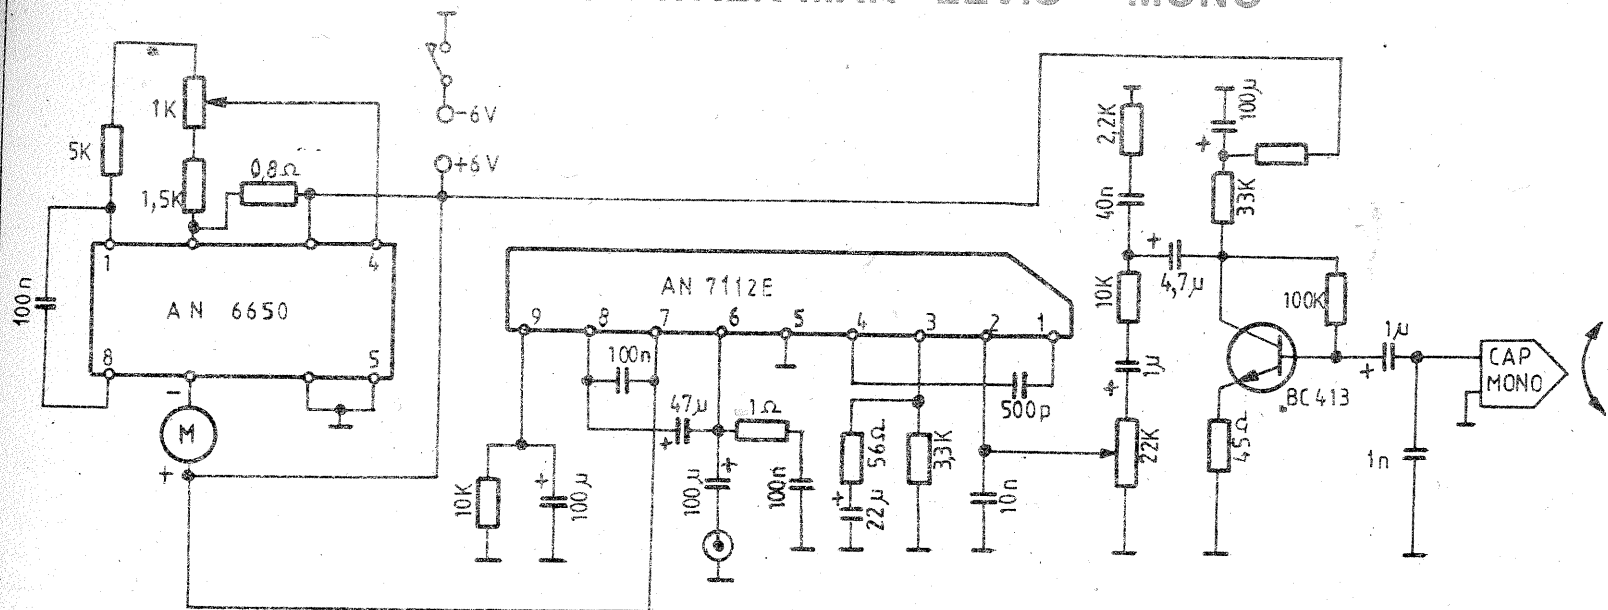 MONO
1K
5K
1,5K
0,8Ω
-6V
+6V
100n
1
4
AN 6650
8
5
-
M
+
AN 7112E
9
8
7
6
5
4
3
2
1
100n
47µ
+
1Ω
10K
+
100µ
100µ
+
100n
56Ω
+
22µ
3,3K
500p
10n
22K
2,2K
40n
10K
+
4,7µ
+
1µ
100µ
+
33K
100K
BC413
45Ω
1µ
+
1n
CAP
MONO